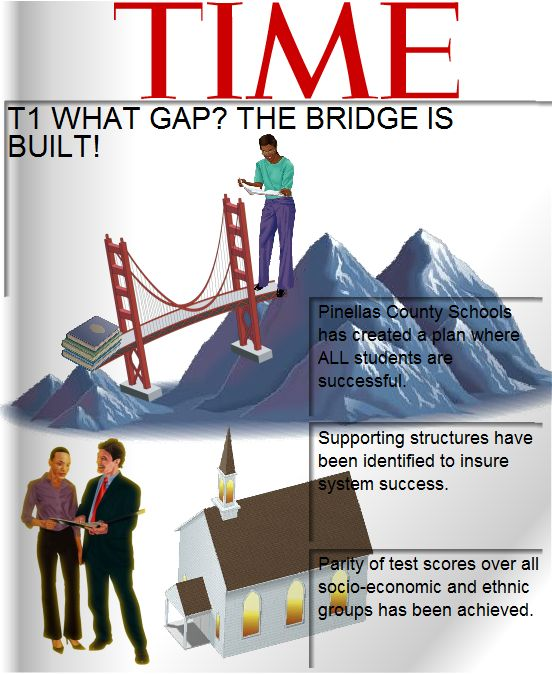 TIME
T1 WHAT GAP? THE BRIDGE IS
BUILT!
Pinellas County Schools
has created a plan where
ALL students are
successful.
Supporting structures have
been identified to insure
system success.
Parity of test scores over all
socio-economic and ethnic
groups has been achieved.